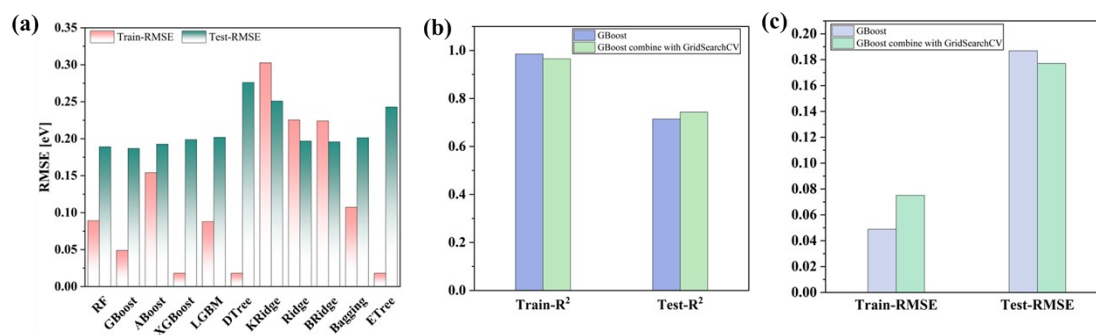 (a)
Train-RMSE
Test-RMSE
RMSE [eV]
0.35
0.30
0.25
0.20
0.15
0.10
0.05
0.00
RF
GBoost
ABoost
XGBoost
LGBM
DTree
KRidge
Ridge
BRidge
Bagging
ETree
(b)
GBoost
GBoost combine with GridSearchCV
1.0
0.8
0.6
0.4
0.2
0.0
Train-R²
Test-R²
(c)
GBoost
GBoost combine with GridSearchCV
0.20
0.18
0.16
0.14
0.12
0.10
0.08
0.06
0.04
0.02
0.00
Train-RMSE
Test-RMSE